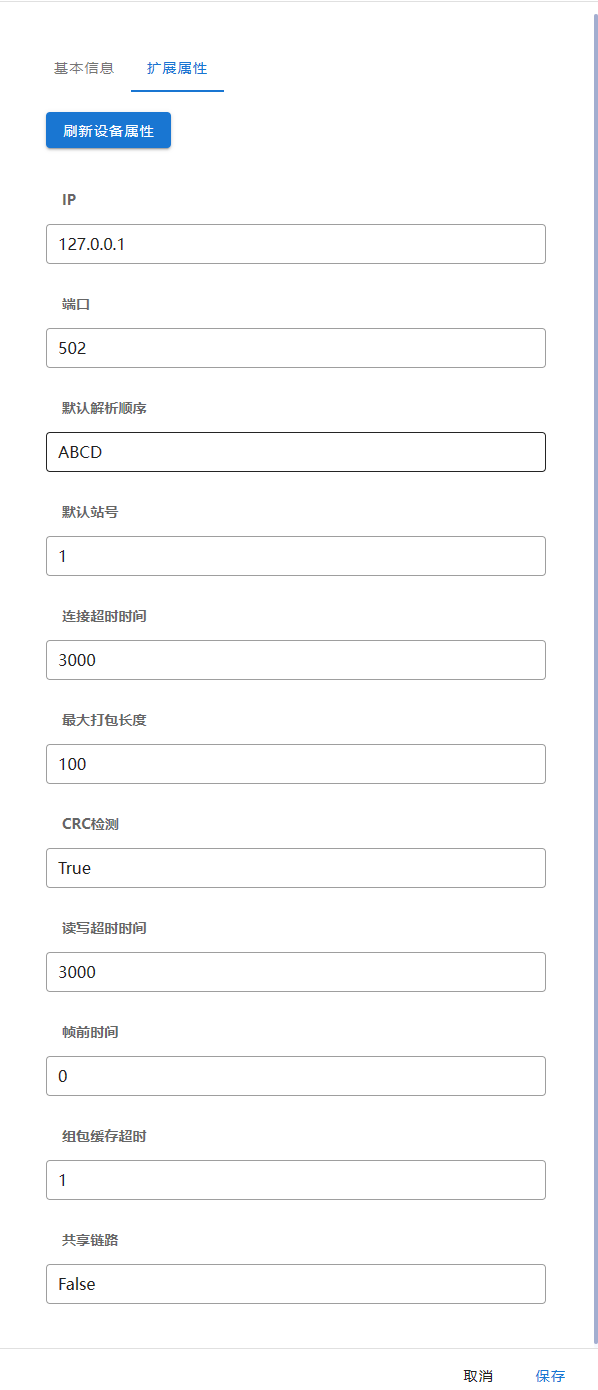 基本信息 扩展属性
刷新设备属性
IP
127.0.0.1
端口
502
默认解析顺序
ABCD
默认站号
1
连接超时时间
3000
最大打包长度
100
CRC检测
True
读写超时时间
3000
帧前时间
0
组包缓存超时
1
共享链路
False
取消 保存